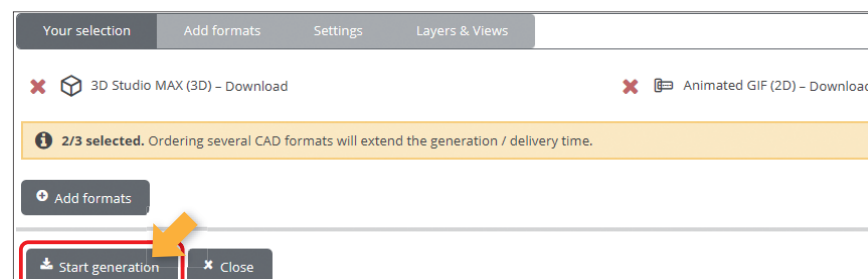 Your selection Add formats Settings Layers & Views
3D Studio MAX (3D) – Download Animated GIF (2D) – Download
2/3 selected. Ordering several CAD formats will extend the generation / delivery time.
Add formats
Start generation Close